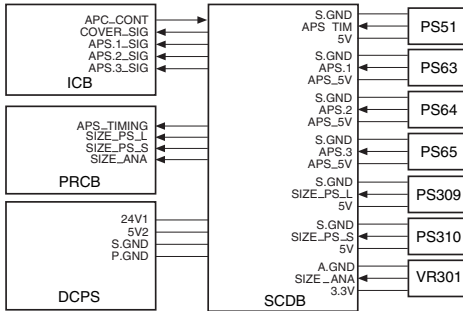 APC_CONT
COVER_SIG
APS.1_SIG
APS.2_SIG
APS.3_SIG
ICB
APS_TIMING
SIZE_PS_L
SIZE_PS_S
SIZE_ANA
PRCB
24V1
5V2
S.GND
P.GND
DCPS
S.GND
APS TIM
5V
S.GND
APS.1
APS_5V
S.GND
APS.2
APS_5V
S.GND
APS.3
APS_5V
S.GND
SIZE_PS_L
5V
S.GND
SIZE_PS_S
5V
A.GND
SIZE_ANA
3.3V
SCDB
PS51
PS63
PS64
PS65
PS309
PS310
VR301